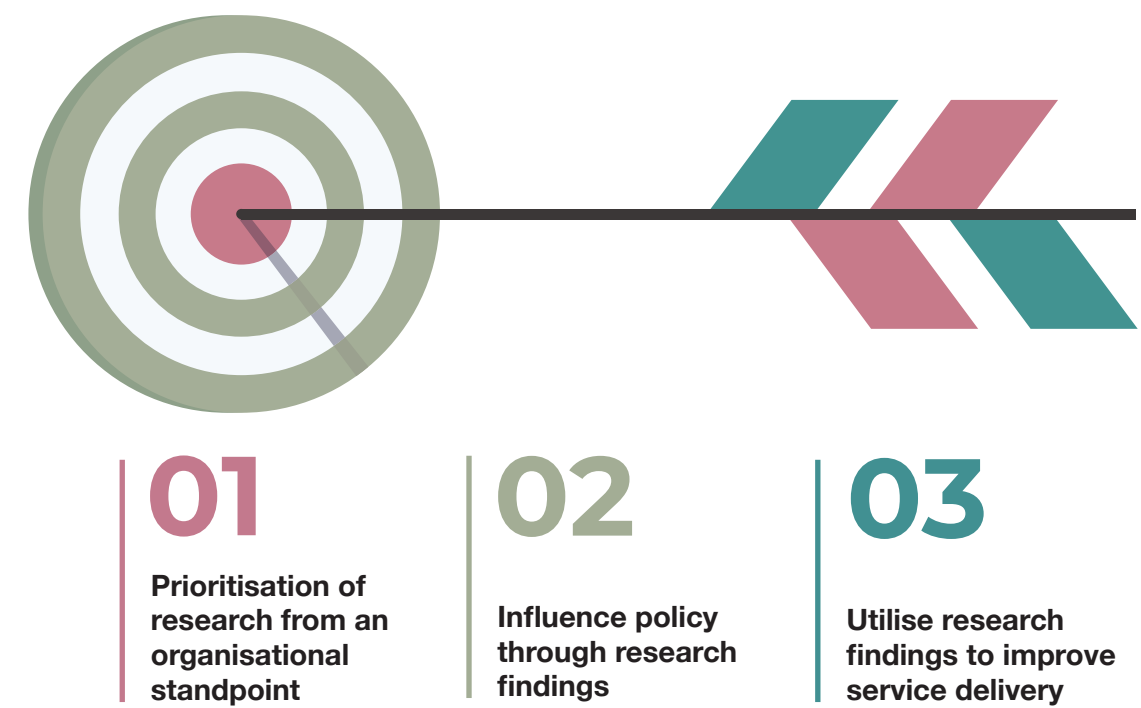 01
Prioritisation of
research from an
organisational
standpoint
02
Influence policy
through research
findings
03
Utilise research
findings to improve
service delivery